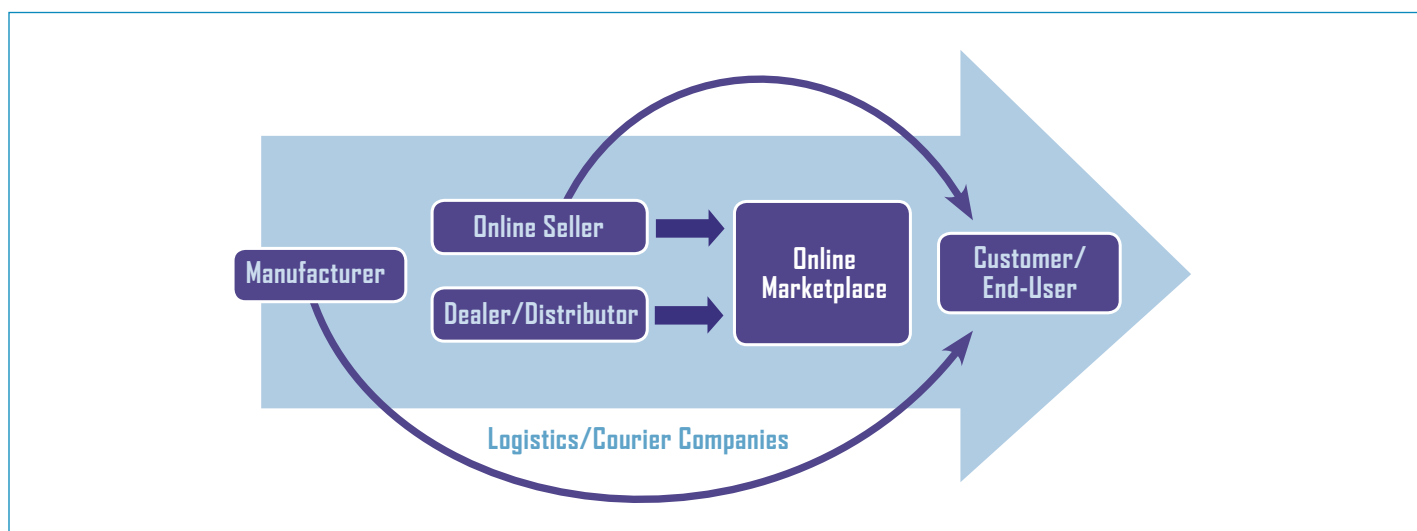 Online Seller
Manufacturer
Dealer/Distributor
Online
Marketplace
Customer/
End-User
Logistics/Courier Companies